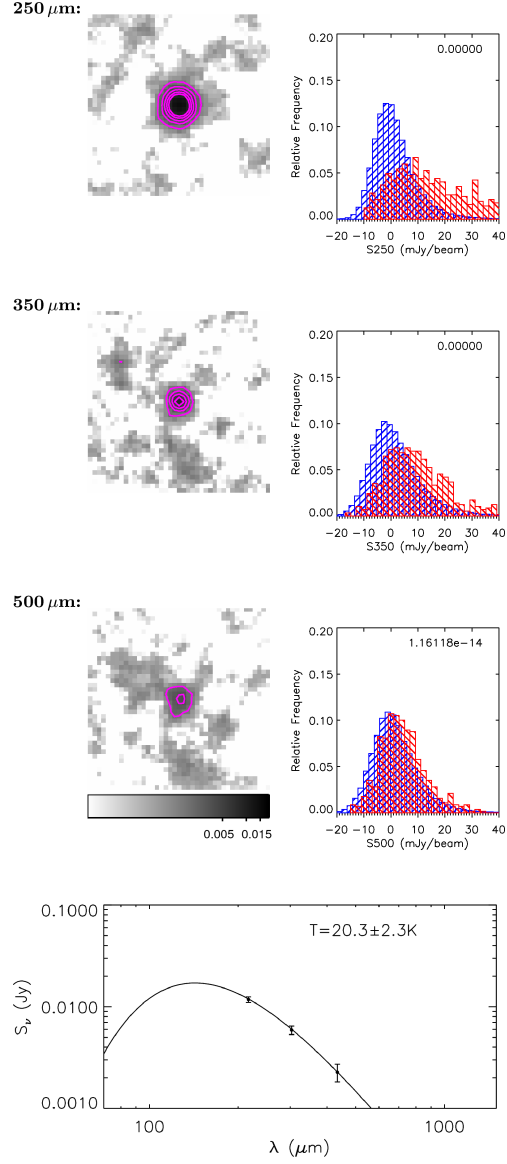 250 μm:
0.00000
Relative Frequency
0.20
0.15
0.10
0.05
0.00
−20 −10 0 10 20 30 40
S250 (mJy/beam)
350 μm:
0.00000
Relative Frequency
0.20
0.15
0.10
0.05
0.00
−20 −10 0 10 20 30 40
S350 (mJy/beam)
500 μm:
1.16118e−14
Relative Frequency
0.20
0.15
0.10
0.05
0.00
−20 −10 0 10 20 30 40
S500 (mJy/beam)
0.005 0.015
T=20.3±2.3K
S_ν (Jy)
0.1000
0.0100
0.0010
100 1000
λ (μm)